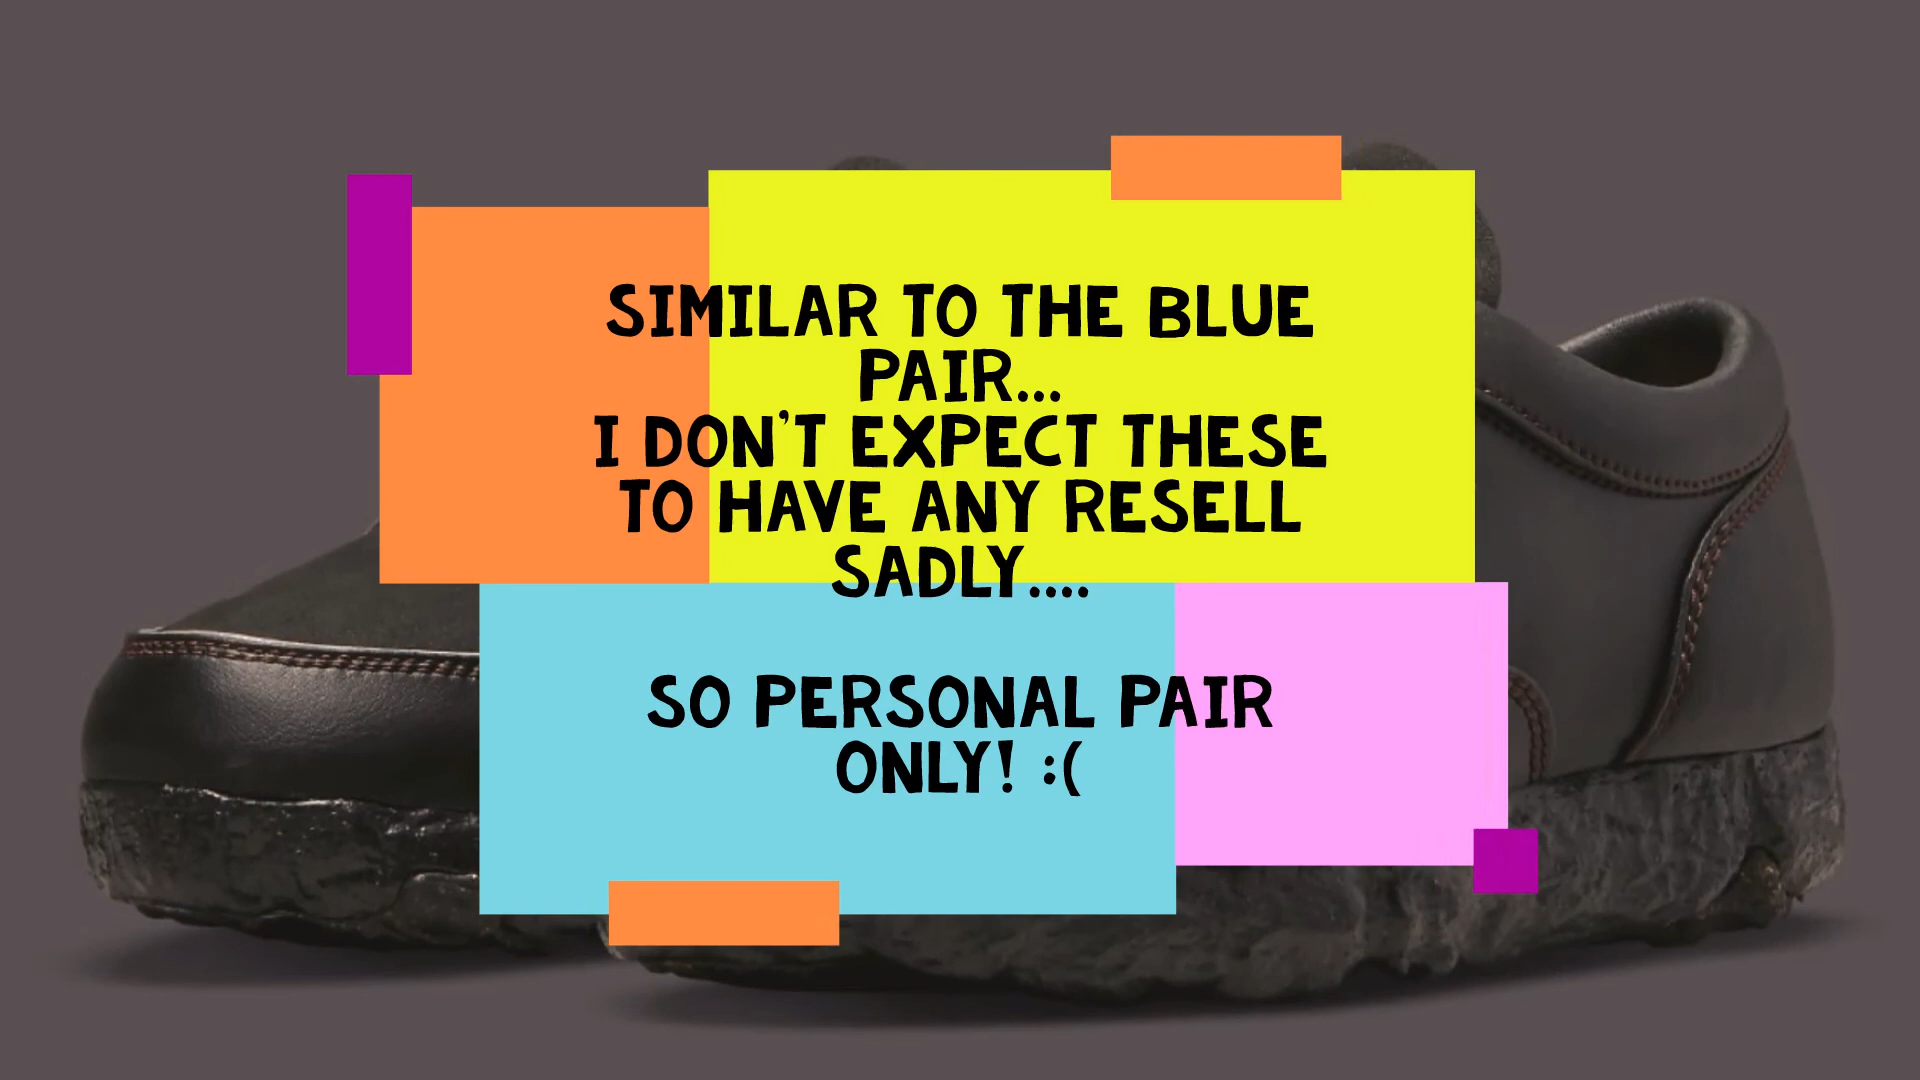 SIMILAR TO THE BLUE
PAIR...
I DON'T EXPECT THESE
TO HAVE ANY RESELL
SADLY....
SO PERSONAL PAIR
ONLY! :(